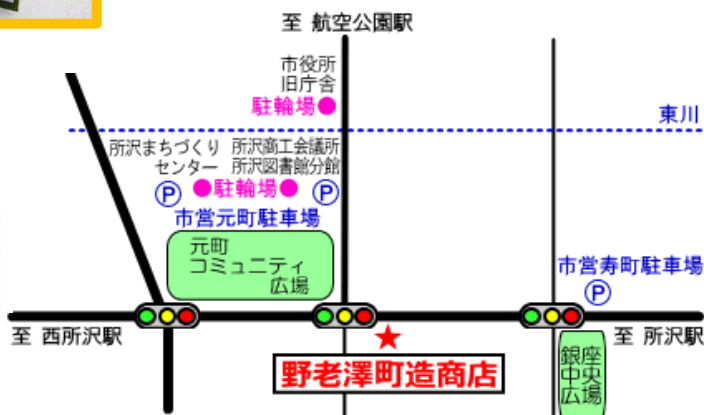 至 航空公園駅
市役所
旧庁舎
駐輪場
東川
所沢まちづくり
センター
所沢商工会議所
所沢図書館分館
P
駐輪場
P
市営元町駐車場
元町
コミュニティ
広場
市営寿町駐車場
P
至 西所沢駅
至 所沢駅
野老澤町造商店
銀座
中央
広場